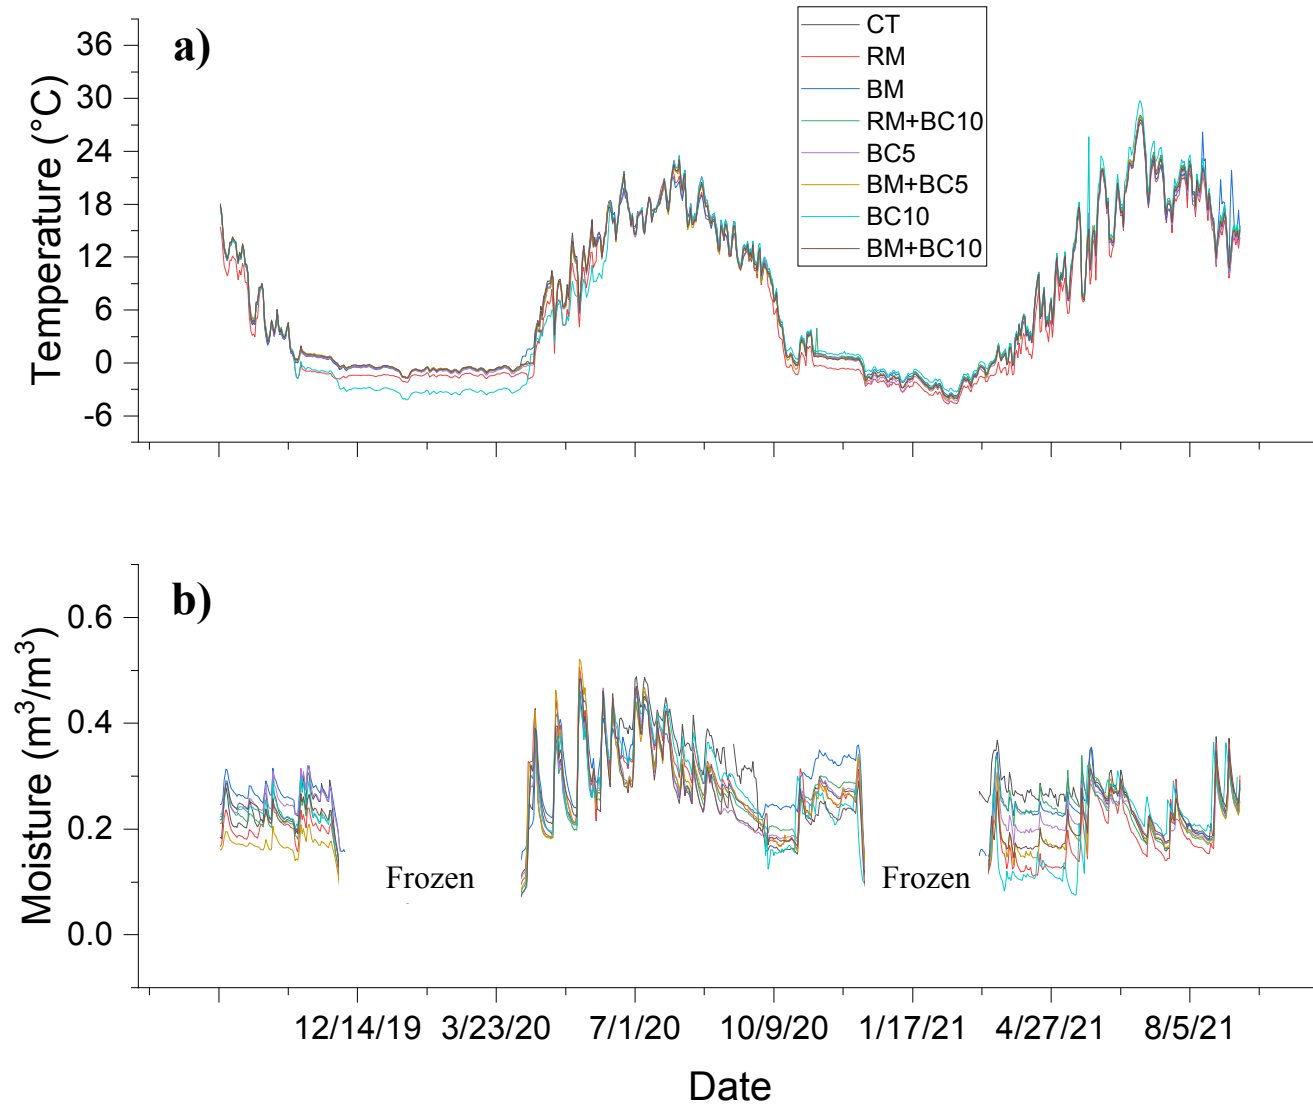 a)
CT
RM
BM
RM+BC10
BC5
BM+BC5
BC10
BM+BC10
Temperature (°C)
36
30
24
18
12
6
0
-6
b)
Moisture (m³/m³)
0.6
0.4
0.2
0.0
Frozen
Frozen
12/14/19 3/23/20 7/1/20 10/9/20 1/17/21 4/27/21 8/5/21
Date